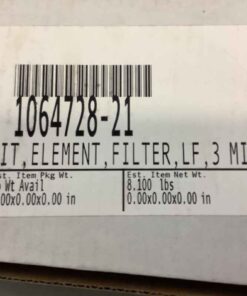 1064728-21
IT,ELEMENT,FILTER,LF,3 MI
st. Item Pkg Wt. Est. Item Net Wt.
Wt Avail 8.100 lbs
.00x0.00x0.00 in 0.00x0.00x0.00 in